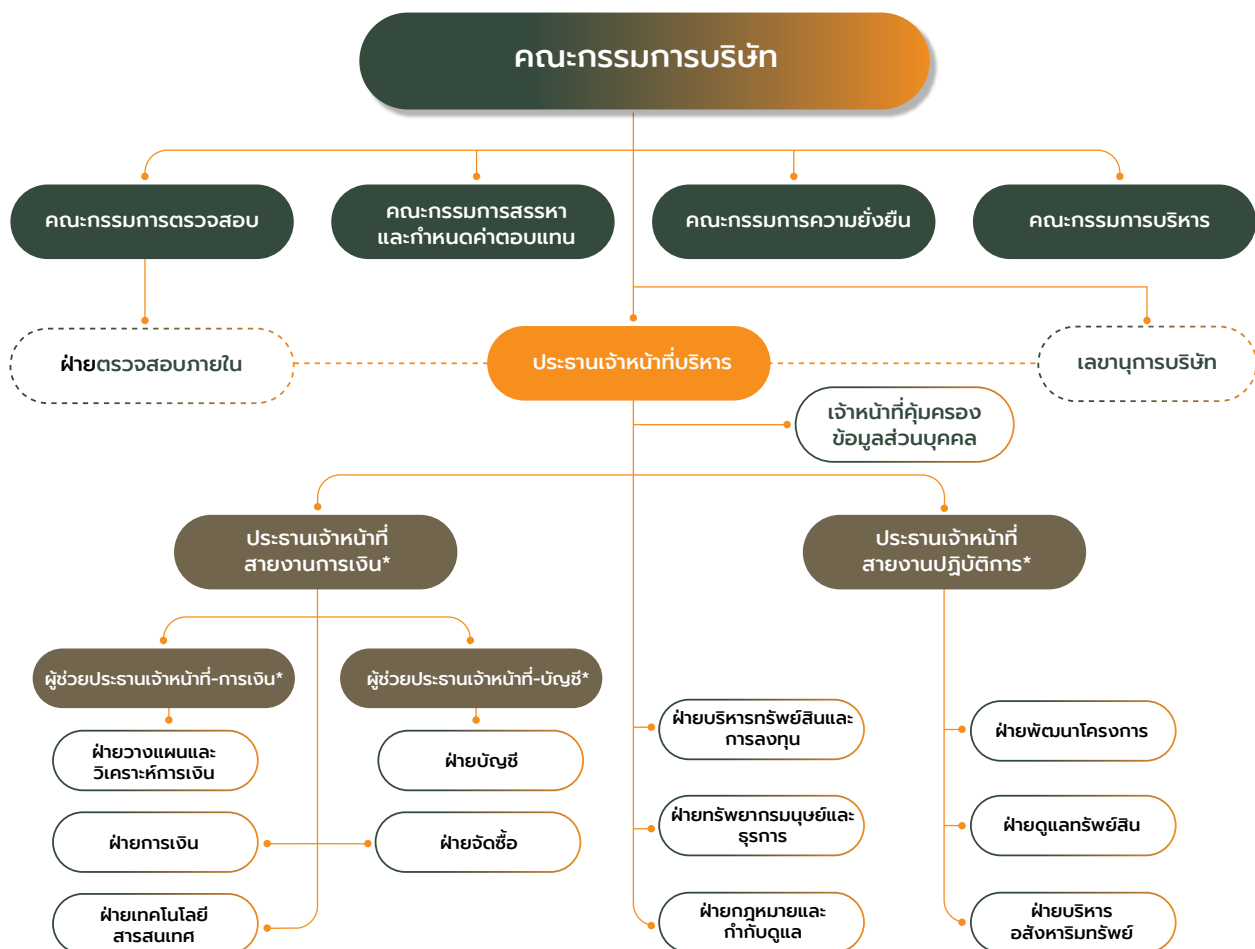 คณะกรรมการบริษัท
คณะกรรมการตรวจสอบ
คณะกรรมการสรรหา
และกำหนดค่าตอบแทน
คณะกรรมการความยั่งยืน
คณะกรรมการบริหาร
ฝ่ายตรวจสอบภายใน
ประธานเจ้าหน้าที่บริหาร
เลขานุการบริษัท
เจ้าหน้าที่คุ้มครอง
ข้อมูลส่วนบุคคล
ประธานเจ้าหน้าที่
สายงานการเงิน*
ประธานเจ้าหน้าที่
สายงานปฏิบัติการ*
ผู้ช่วยประธานเจ้าหน้าที่-การเงิน*
ผู้ช่วยประธานเจ้าหน้าที่-บัญชี*
ฝ่ายวางแผนและ
วิเคราะห์การเงิน
ฝ่ายบัญชี
ฝ่ายบริหารทรัพย์สินและ
การลงทุน
ฝ่ายพัฒนาโครงการ
ฝ่ายการเงิน
ฝ่ายจัดซื้อ
ฝ่ายทรัพยากรมนุษย์และ
ธุรการ
ฝ่ายดูแลทรัพย์สิน
ฝ่ายเทคโนโลยี
สารสนเทศ
ฝ่ายกฎหมายและ
กำกับดูแล
ฝ่ายบริหาร
อสังหาริมทรัพย์